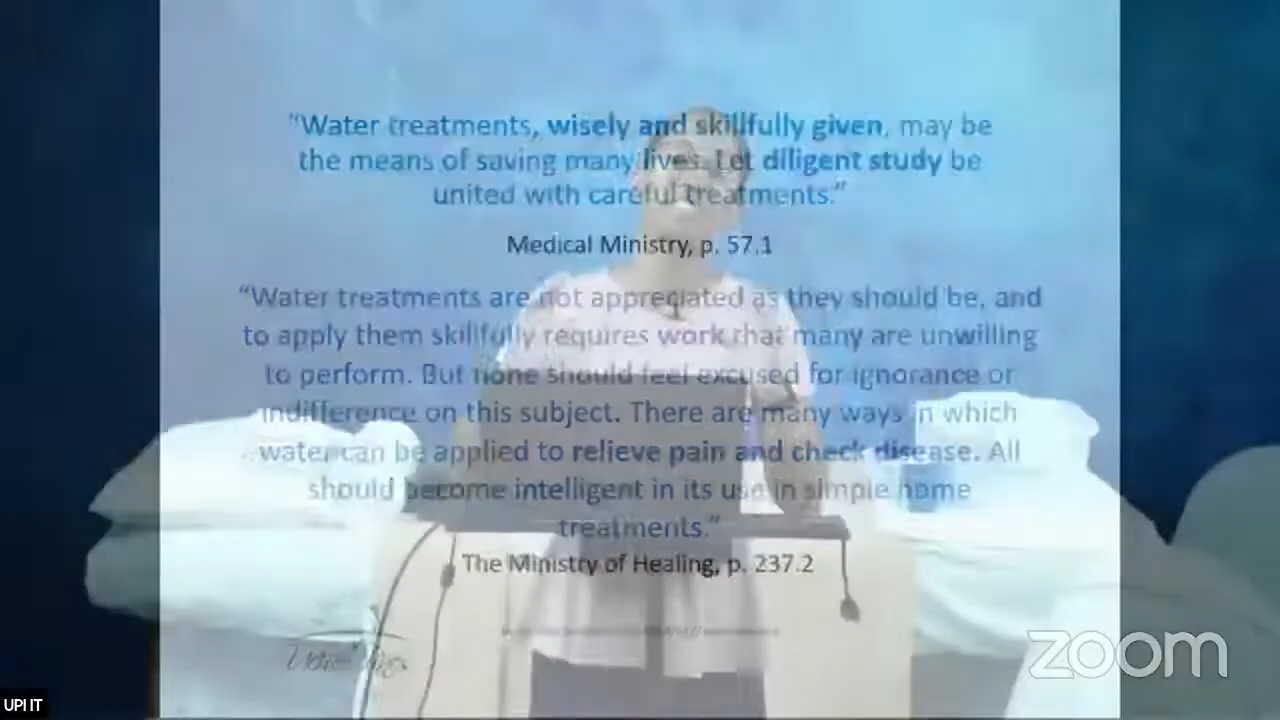 "Water treatments, wisely and skillfully given, may be
the means of saving many lives. Let diligent study be
united with careful treatments."
Medical Ministry, p. 57.1
"Water treatments are not appreciated as they should be, and
to apply them skillfully requires work that many are unwilling
to perform. But none should feel excused for ignorance or
indifference on this subject. There are many ways in which
water can be applied to relieve pain and check disease. All
should become intelligent in its use in simple home
treatments."
The Ministry of Healing, p. 237.2
zoom
UPI IT